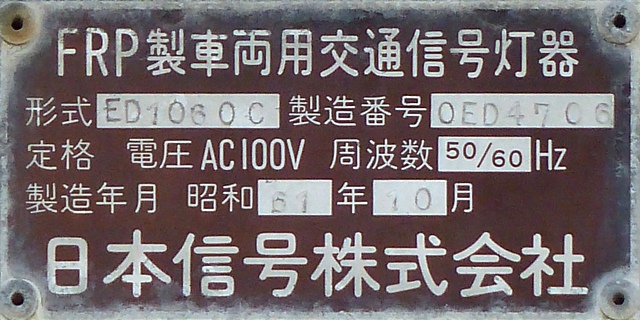 FRP製車両用交通信号灯器
形式 ED1060C 製造番号 OED4706
定格 電圧 AC100V 周波数 50/60 Hz
製造年月 昭和 61 年 10 月
日本信号株式会社